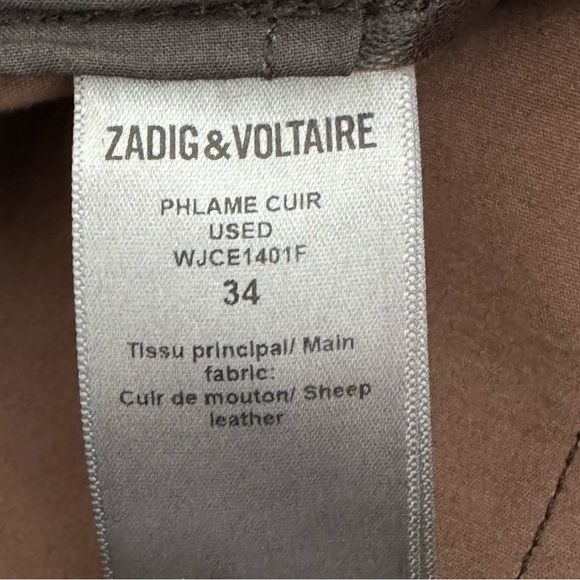 ZADIG&VOLTAIRE
PHLAME CUIR
USED
WJCE1401F
34
Tissu principal/ Main
fabric:
Cuir de mouton/ Sheep
leather